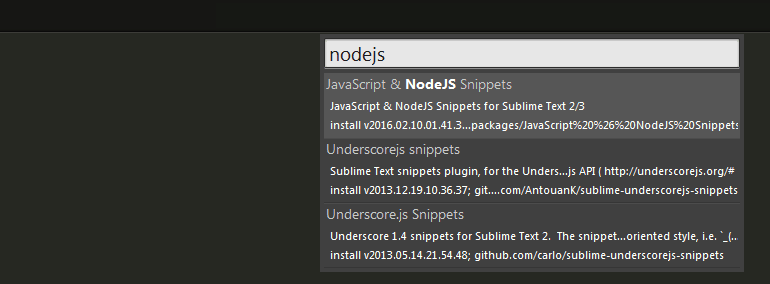 nodejs
JavaScript & NodeJS Snippets
JavaScript & NodeJS Snippets for Sublime Text 2/3
install v2016.02.10.01.41.3...packages/JavaScript%20%26%20NodeJS%20Snippets
Underscorejs snippets
Sublime Text snippets plugin, for the Unders...js API ( http://underscorejs.org/#
install v2013.12.19.10.36.37; git....com/AntouanK/sublime-underscorejs-snippets
Underscore.js Snippets
Underscore 1.4 snippets for Sublime Text 2.  The snippet...oriented style, i.e. `_(...
install v2013.05.14.21.54.48; github.com/carlo/sublime-underscorejs-snippets